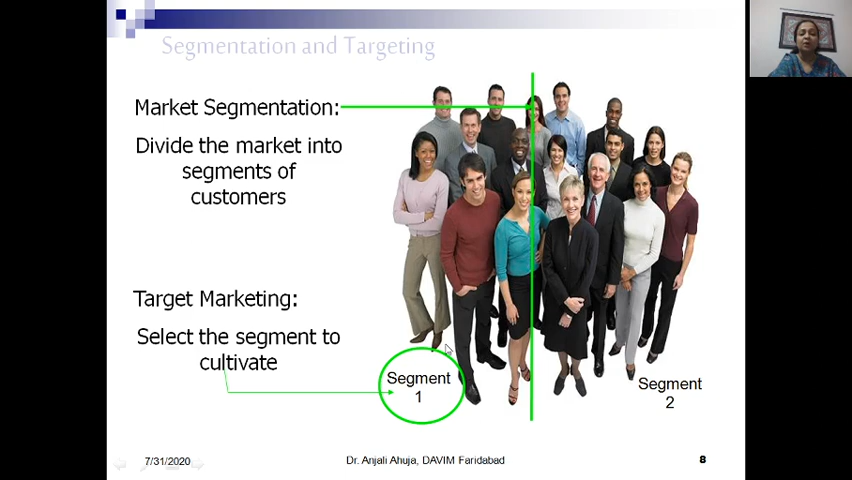 Segmentation and Targeting
Market Segmentation:
Divide the market into
segments of
customers
Target Marketing:
Select the segment to
cultivate
Segment
1
Segment
2
7/31/2020
Dr. Anjali Ahuja, DAVIM Faridabad
8